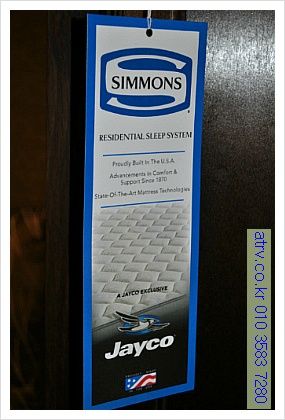 SIMMONS
RESIDENTIAL SLEEP SYSTEM
Proudly Built In The U.S.A.
Advancements in Comfort &
Support Since 1870
State-Of-The-Art Mattress Technologies
A JAYCO EXCLUSIVE
Jayco
atrv.co.kr 010 3583 7280